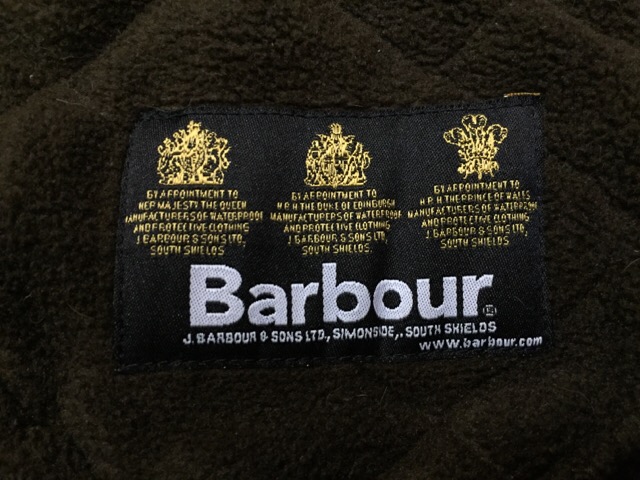 BY APPOINTMENT TO
HER MAJESTY THE QUEEN
MANUFACTURERS OF WATERPROOF
AND PROTECTIVE CLOTHING
J. BARBOUR & SONS LTD,
SOUTH SHIELDS
BY APPOINTMENT TO
H.R.H THE DUKE OF EDINBURGH
MANUFACTURERS OF WATERPROOF
AND PROTECTIVE CLOTHING
J. BARBOUR & SONS LTD,
SOUTH SHIELDS.
BY APPOINTMENT TO
H.R.H THE PRINCE OF WALES
MANUFACTURERS OF WATERPROOF
AND PROTECTIVE CLOTHING
J. BARBOUR & SONS LTD,
SOUTH SHIELDS
Barbour®
J. BARBOUR & SONS LTD., SIMONSIDE,. SOUTH SHIELDS
www.barbour.com